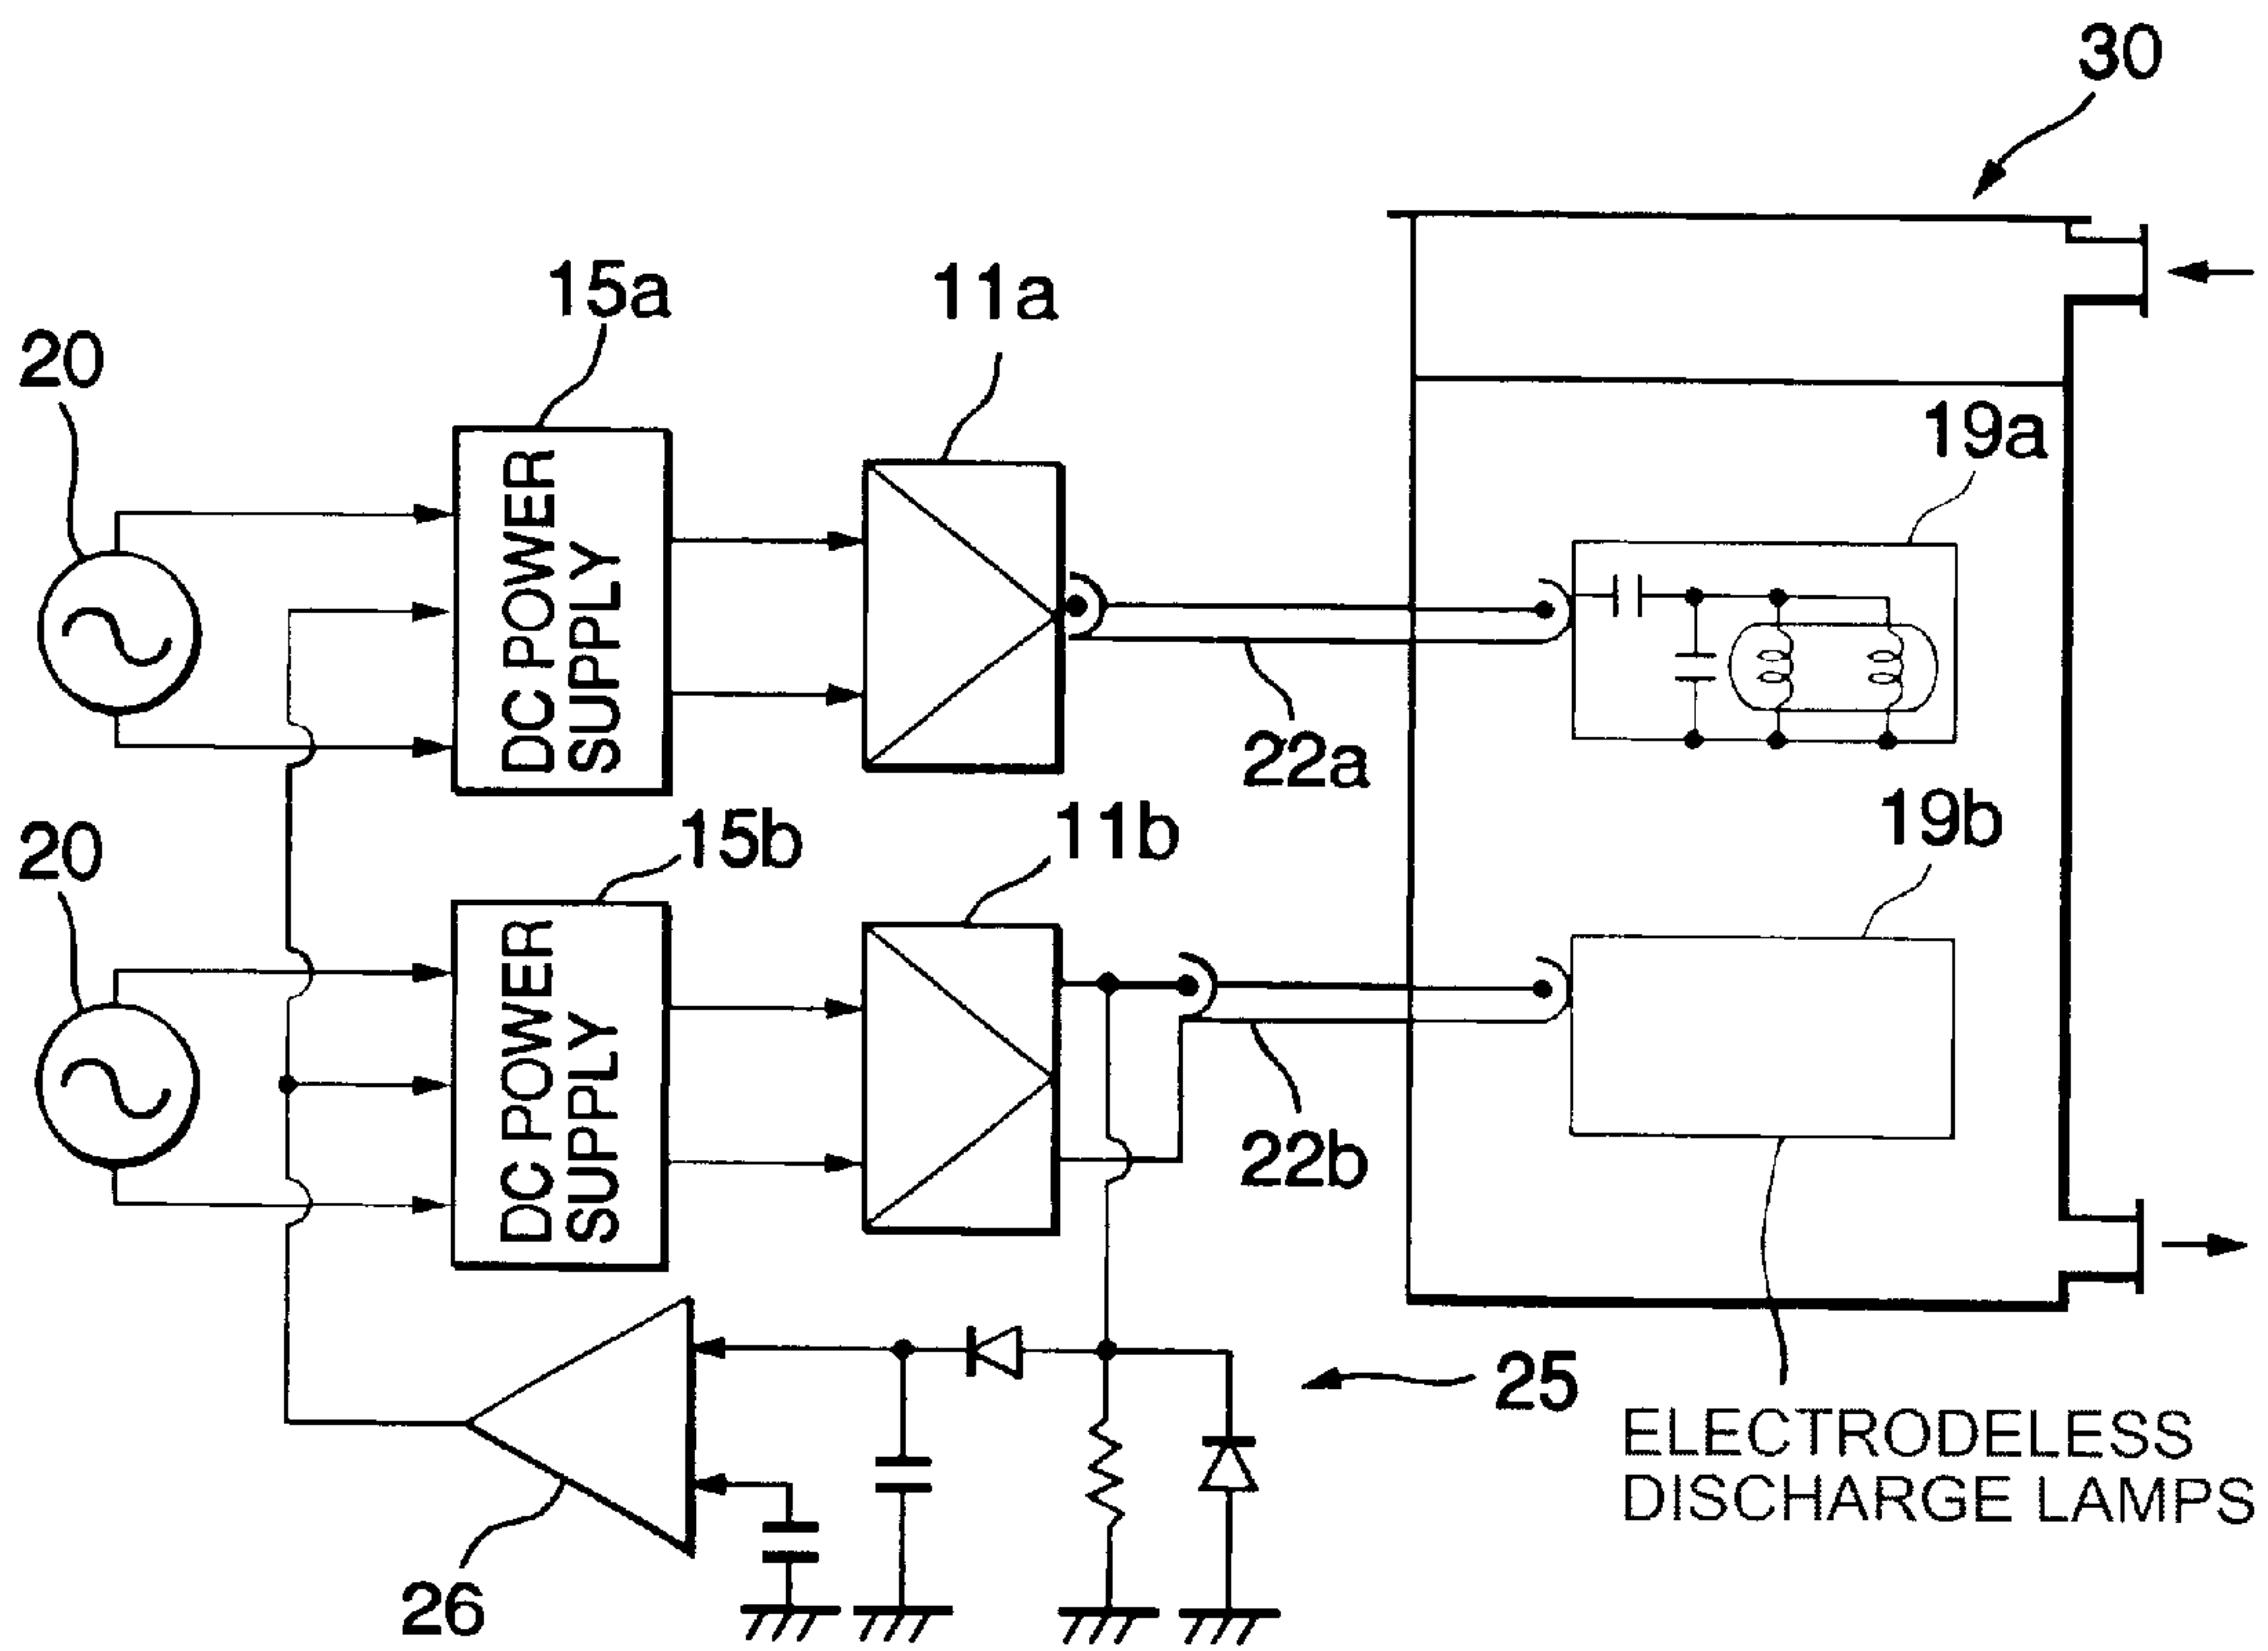 30
15a
11a
20
DC POWER
SUPPLY
19a
22a
20
15b
11b
19b
DC POWER
SUPPLY
22b
25
ELECTRODELESS
DISCHARGE LAMPS
26